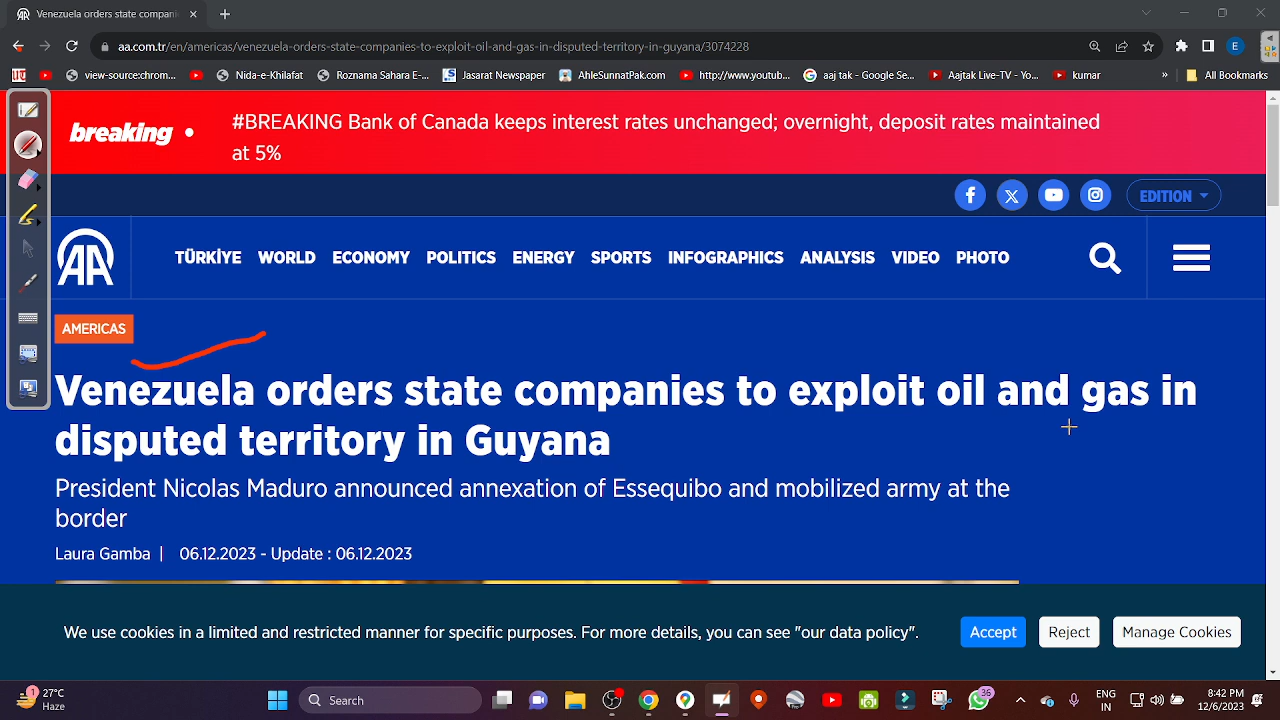 Venezuela orders state compani
aa.com.tr/en/americas/venezuela-orders-state-companies-to-exploit-oil-and-gas-in-disputed-territory-in-guyana/3074228
E
view-source:chrom... Nida-e-Khilafat Roznama Sahara E-... Jasarat Newspaper AhleSunnatPak.com http://www.youtub... aaj tak - Google Se... Aajtak Live-TV - Yo... kumar » All Bookmarks
breaking • #BREAKING Bank of Canada keeps interest rates unchanged; overnight, deposit rates maintained
at 5%
EDITION
AA
TÜRKİYE WORLD ECONOMY POLITICS ENERGY SPORTS INFOGRAPHICS ANALYSIS VIDEO PHOTO
AMERICAS
Venezuela orders state companies to exploit oil and gas in
disputed territory in Guyana
President Nicolas Maduro announced annexation of Essequibo and mobilized army at the
border
Laura Gamba | 06.12.2023 - Update : 06.12.2023
We use cookies in a limited and restricted manner for specific purposes. For more details, you can see "our data policy".
Accept Reject Manage Cookies
1
27°C
Haze
Search
36
ENG
IN
8:42 PM
12/6/2023